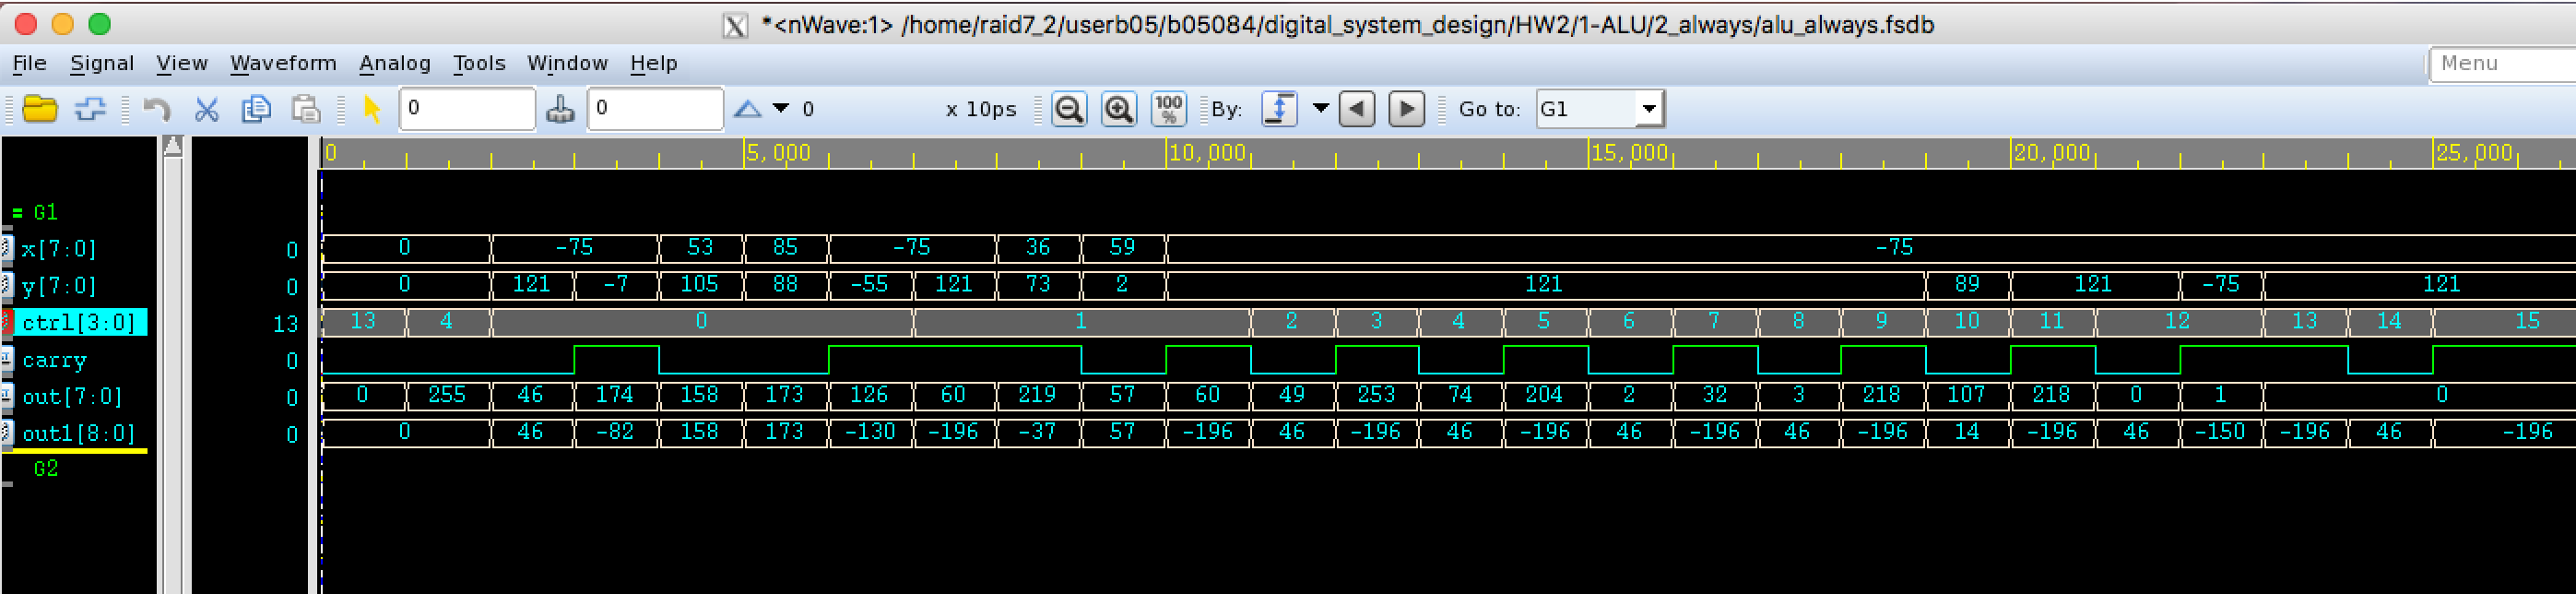 *<nWave:1> /home/raid7_2/userb05/b05084/digital_system_design/HW2/1-ALU/2_always/alu_always.fsdb
File Signal View Waveform Analog Tools Window Help Menu
0 0 0 x 10ps 100 % By: Go to: G1
0 5,000 10,000 15,000 20,000 25,000
= G1
x[7:0] 0 0 -75 53 85 -75 36 59 -75
y[7:0] 0 0 121 -7 105 88 -55 121 73 2 121 89 121 -75 121
ctrl[3:0] 13 13 4 0 1 2 3 4 5 6 7 8 9 10 11 12 13 14 15
carry 0
out[7:0] 0 0 255 46 174 158 173 126 60 219 57 60 49 253 74 204 2 32 3 218 107 218 0 1 0
out1[8:0] 0 0 46 -82 158 173 -130 -196 -37 57 -196 46 -196 46 -196 46 -196 46 -196 14 -196 46 -150 -196 46 -196
G2